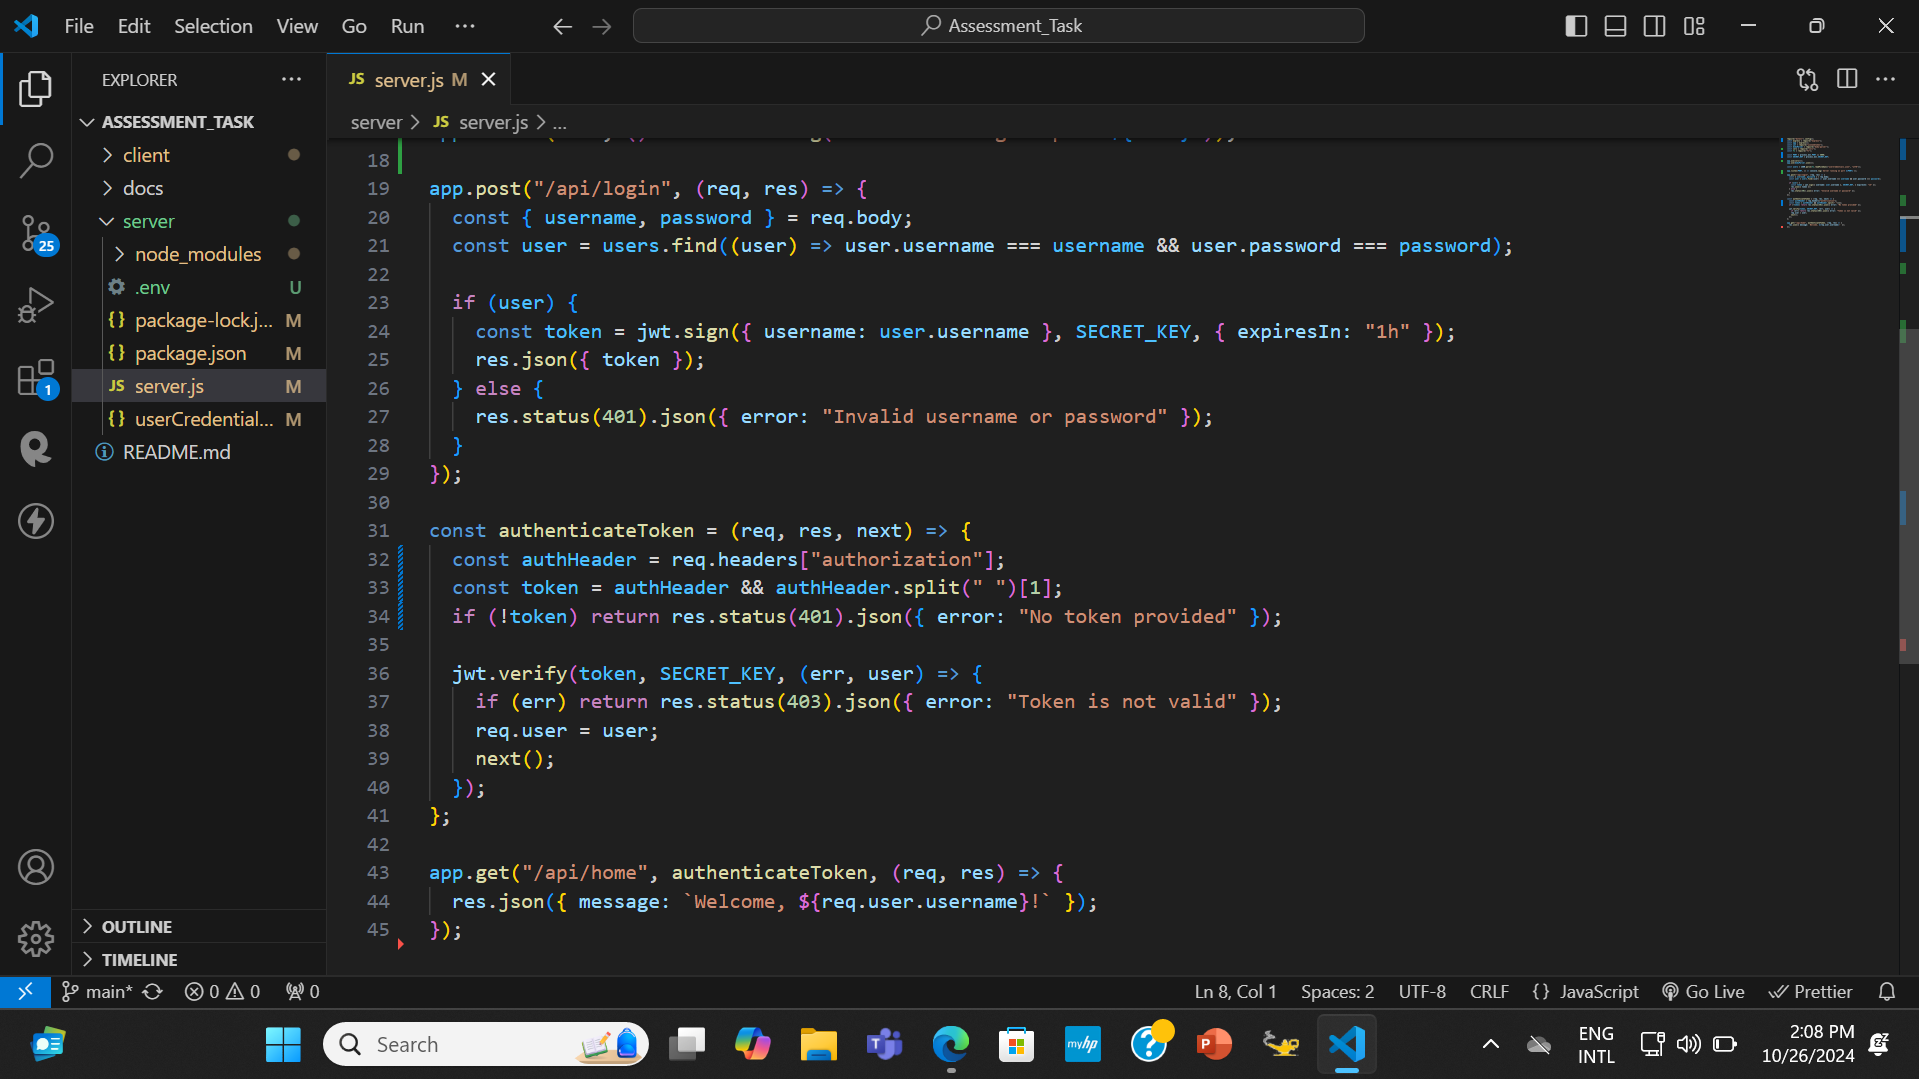 File Edit Selection View Go Run ···
Assessment_Task
EXPLORER
ASSESSMENT_TASK
client
docs
server
node_modules
.env U
package-lock.j... M
package.json M
server.js M
userCredential... M
README.md
OUTLINE
TIMELINE
25
1
JS server.js M
server > JS server.js > ...
18
19 app.post("/api/login", (req, res) => {
20 const { username, password } = req.body;
21 const user = users.find((user) => user.username === username && user.password === password);
22
23 if (user) {
24 const token = jwt.sign({ username: user.username }, SECRET_KEY, { expiresIn: "1h" });
25 res.json({ token });
26 } else {
27 res.status(401).json({ error: "Invalid username or password" });
28 }
29 });
30
31 const authenticateToken = (req, res, next) => {
32 const authHeader = req.headers["authorization"];
33 const token = authHeader && authHeader.split(" ")[1];
34 if (!token) return res.status(401).json({ error: "No token provided" });
35
36 jwt.verify(token, SECRET_KEY, (err, user) => {
37 if (err) return res.status(403).json({ error: "Token is not valid" });
38 req.user = user;
39 next();
40 });
41 };
42
43 app.get("/api/home", authenticateToken, (req, res) => {
44 res.json({ message: `Welcome, ${req.user.username}!` });
45 });
main* 0 0 0 Ln 8, Col 1 Spaces: 2 UTF-8 CRLF {} JavaScript Go Live Prettier
Search
ENG
INTL
2:08 PM
10/26/2024